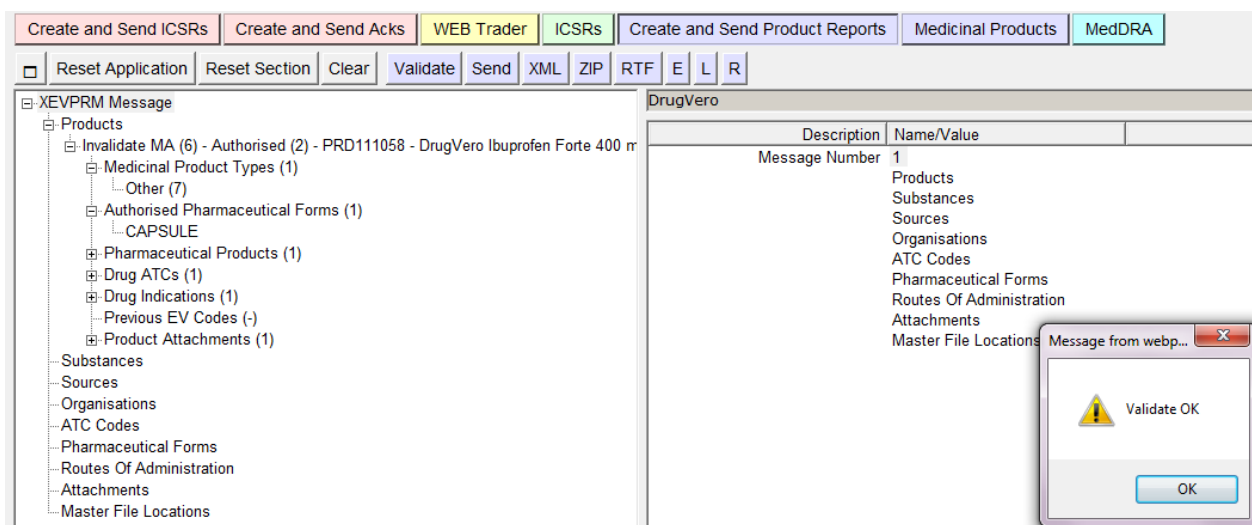 Create and Send ICSRs Create and Send Acks WEB Trader ICSRs Create and Send Product Reports Medicinal Products MedDRA
Reset Application Reset Section Clear Validate Send XML ZIP RTF E L R
XEVPRM Message
Products
Invalidate MA (6) - Authorised (2) - PRD111058 - DrugVero Ibuprofen Forte 400 m
Medicinal Product Types (1)
Other (7)
Authorised Pharmaceutical Forms (1)
CAPSULE
Pharmaceutical Products (1)
Drug ATCs (1)
Drug Indications (1)
Previous EV Codes (-)
Product Attachments (1)
Substances
Sources
Organisations
ATC Codes
Pharmaceutical Forms
Routes Of Administration
Attachments
Master File Locations
DrugVero
Description Name/Value
Message Number 1
Products
Substances
Sources
Organisations
ATC Codes
Pharmaceutical Forms
Routes Of Administration
Attachments
Master File Locations
Message from webp...
Validate OK
OK